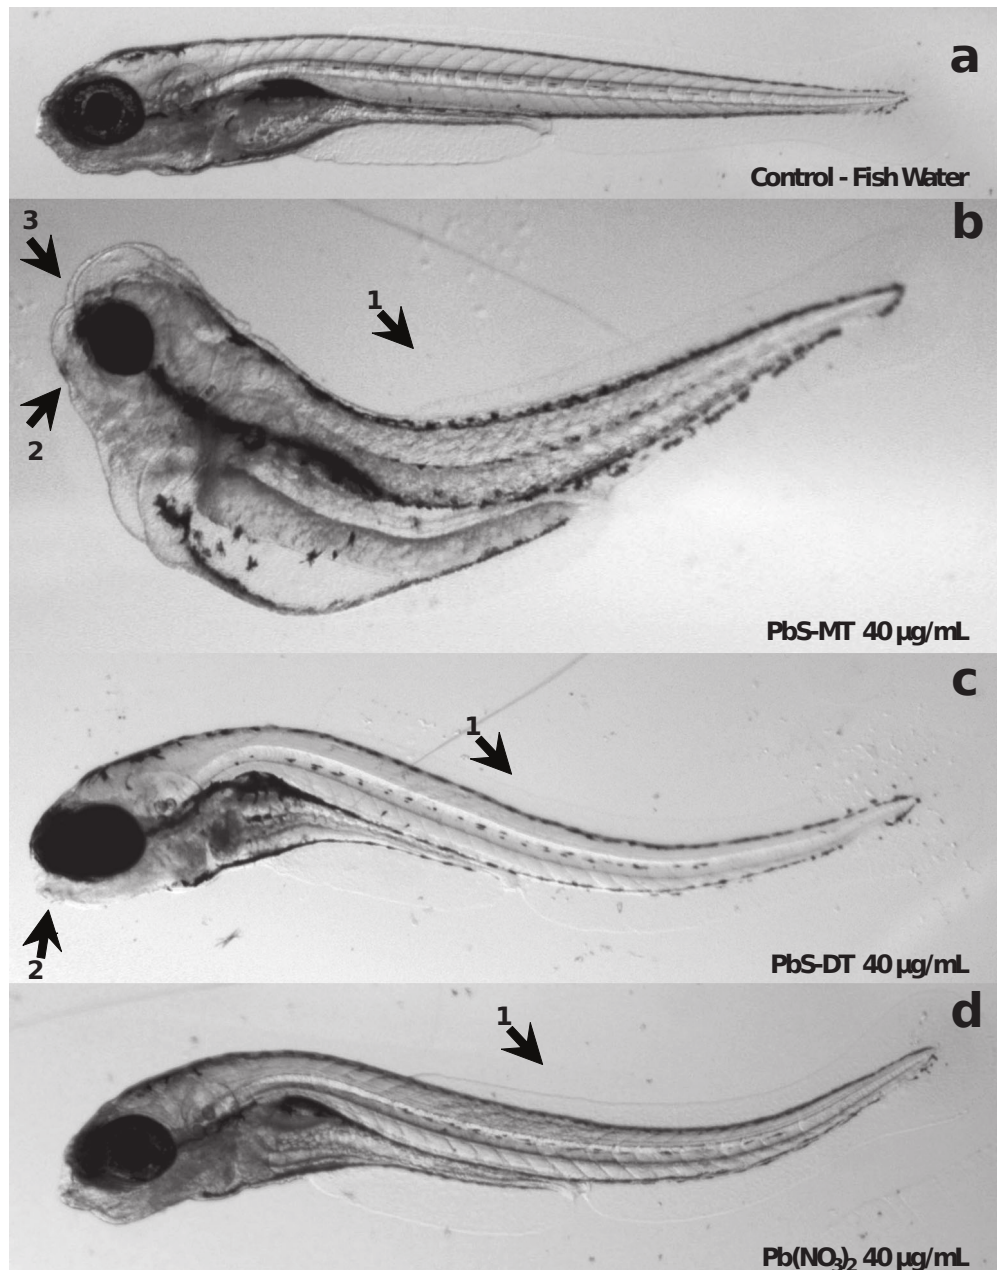 a
Control - Fish Water
b
3
1
2
PbS-MT 40 µg/mL
c
1
2
PbS-DT 40 µg/mL
d
1
Pb(NO3)2 40 µg/mL